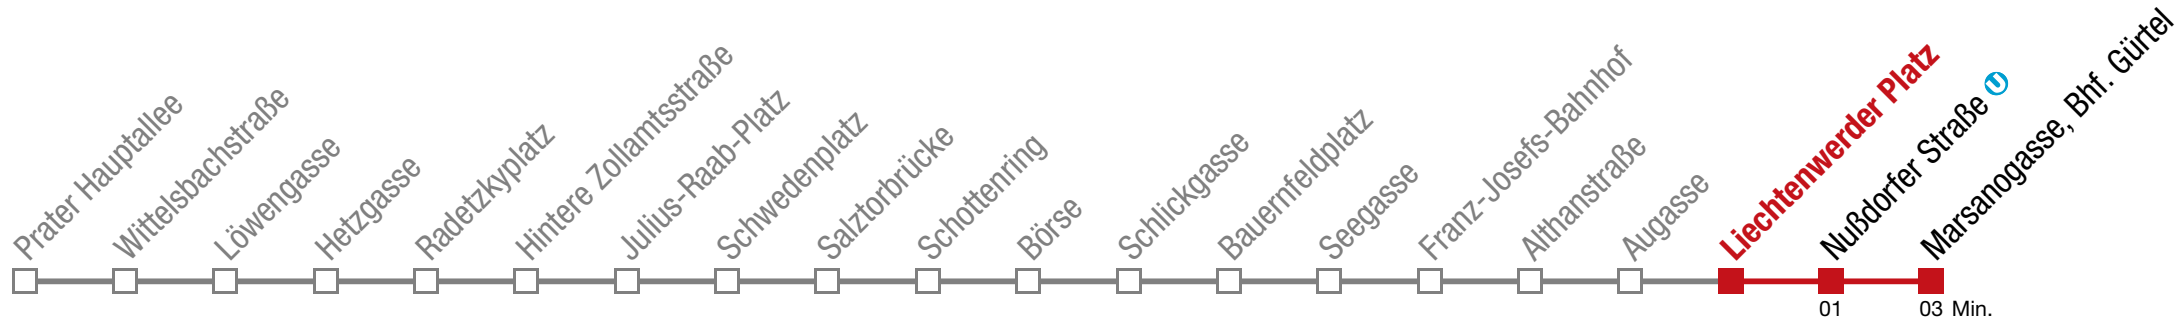 Prater Hauptallee
Wittelsbachstraße
Löwengasse
Hetzgasse
Radetzkyplatz
Hintere Zollamtsstraße
Julius-Raab-Platz
Schwedenplatz
Salztorbrücke
Schottenring
Börse
Schlickgasse
Bauernfeldplatz
Seegasse
Franz-Josefs-Bahnhof
Althanstraße
Augasse
Liechtenwerder Platz
Nußdorfer Straße U
Marsanogasse, Bhf. Gürtel
01
03 Min.